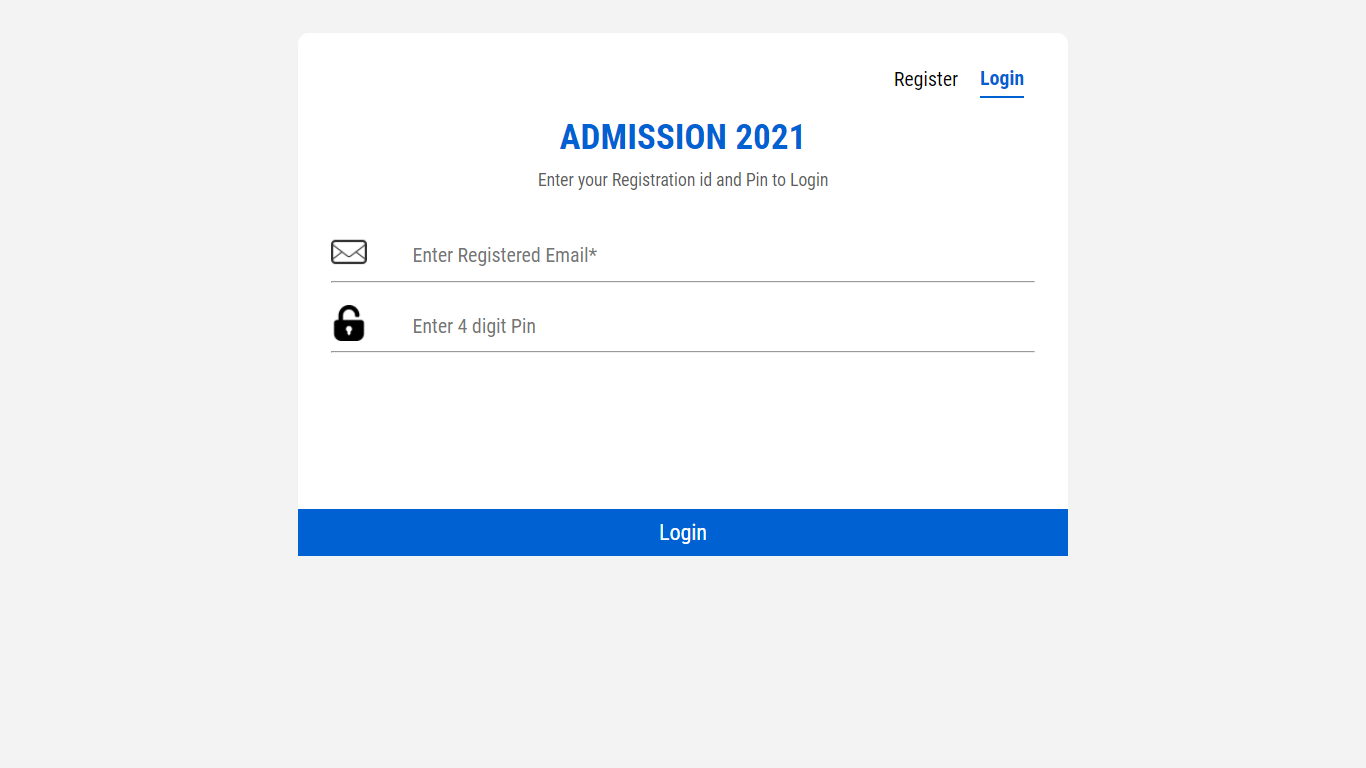 Register Login
ADMISSION 2021
Enter your Registration id and Pin to Login
Enter Registered Email*
Enter 4 digit Pin
Login